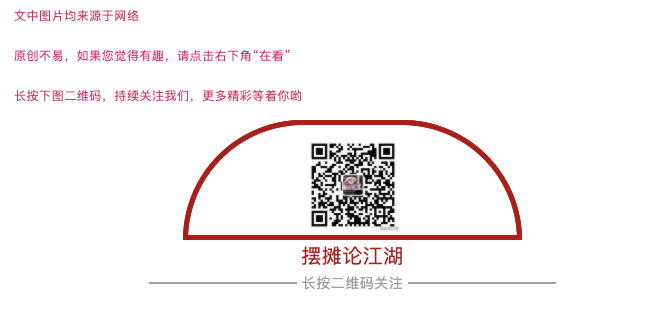 文中图片均来源于网络
原创不易，如果您觉得有趣，请点击右下角“在看”
长按下图二维码，持续关注我们，更多精彩等着你哟
摆摊论江湖
长按二维码关注